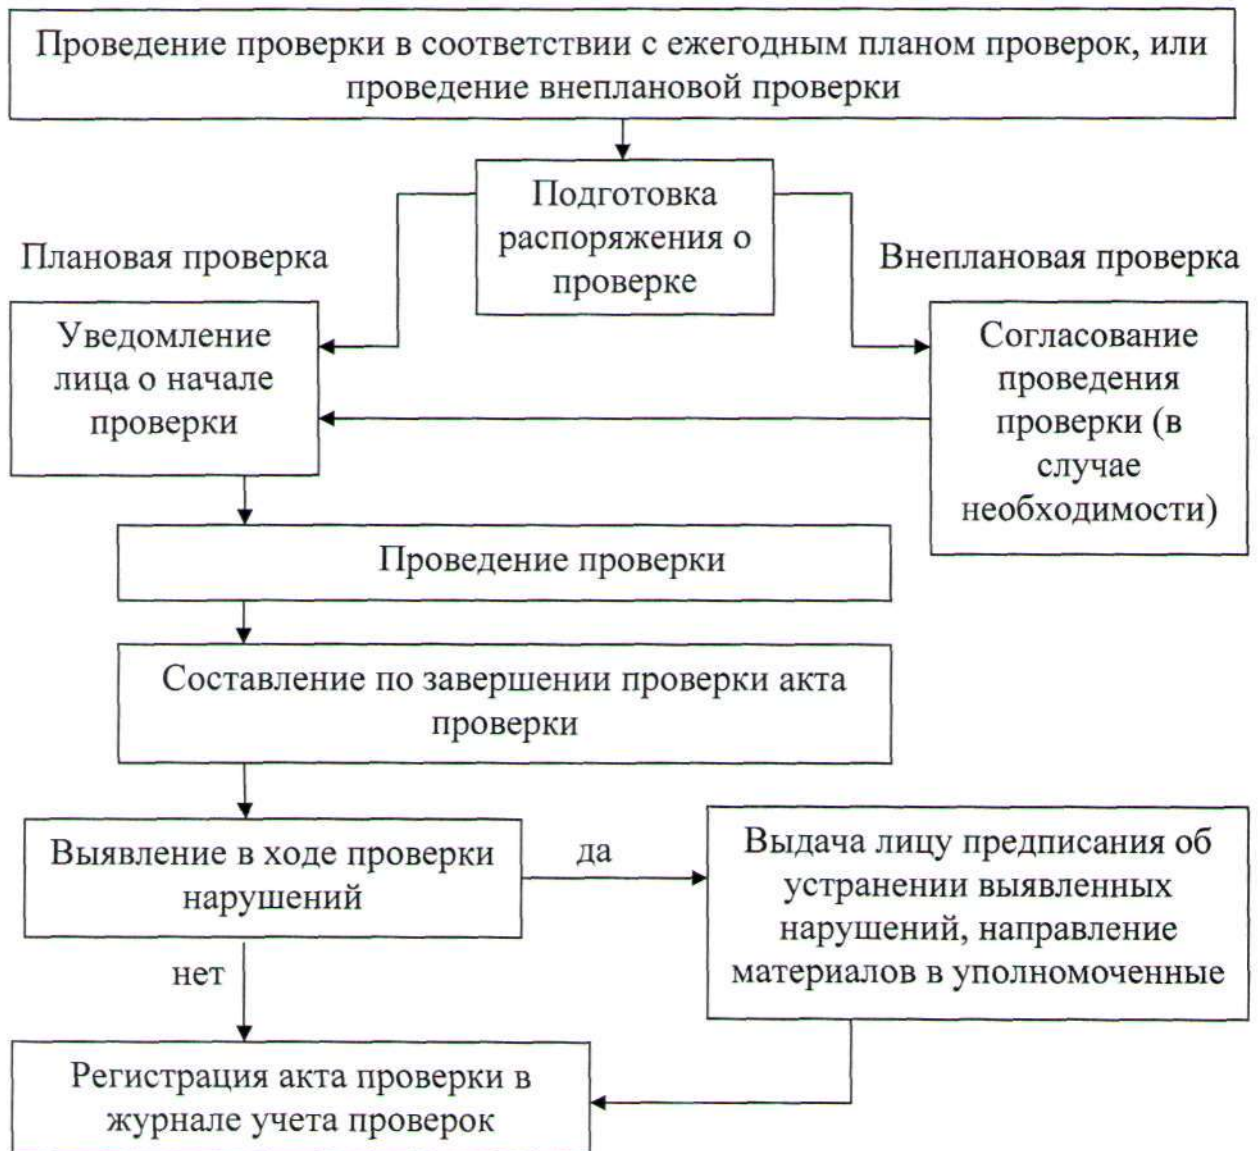 Проведение проверки в соответствии с ежегодным планом проверок, или
проведение внеплановой проверки
Подготовка
распоряжения о
проверке
Плановая проверка
Внеплановая проверка
Уведомление
лица о начале
проверки
Согласование
проведения
проверки (в
случае
необходимости)
Проведение проверки
Составление по завершении проверки акта
проверки
Выявление в ходе проверки
нарушений
да
Выдача лицу предписания об
устранении выявленных
нарушений, направление
материалов в уполномоченные
нет
Регистрация акта проверки в
журнале учета проверок